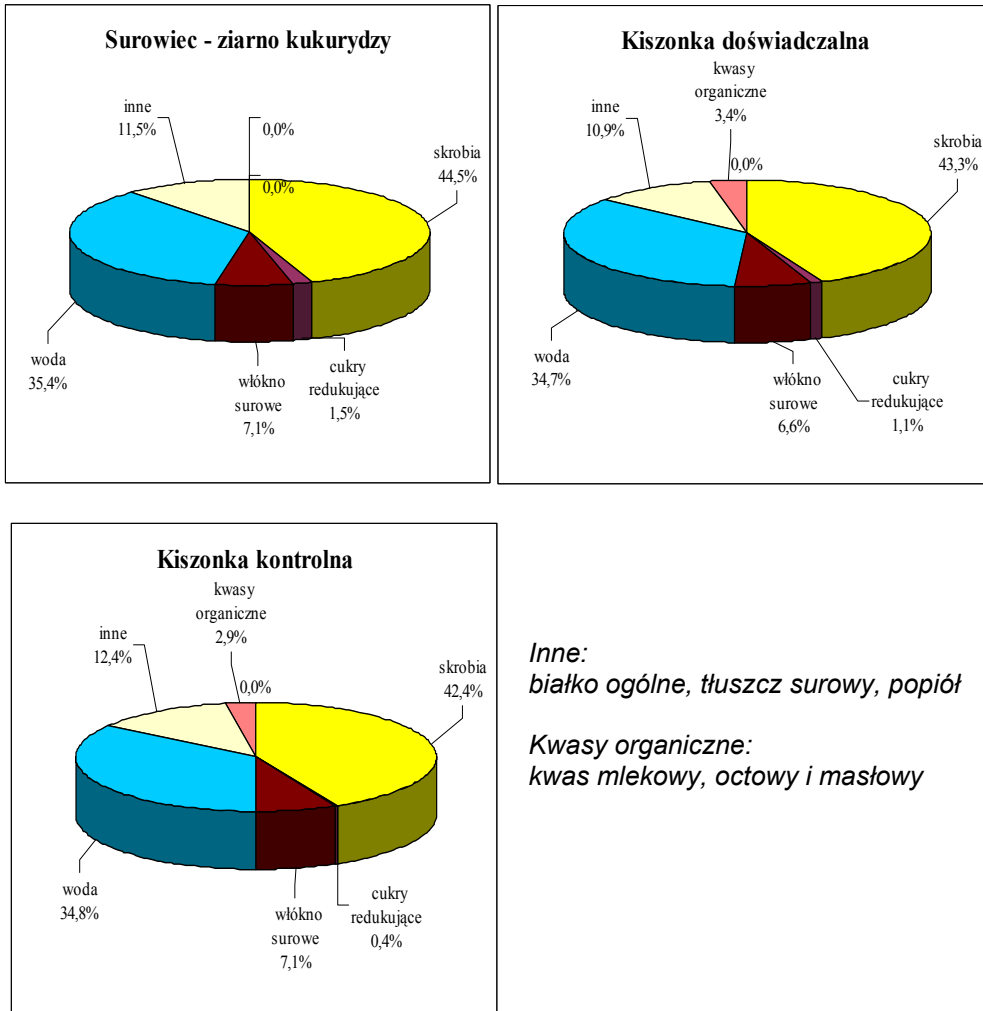 Surowiec - ziarno kukurydzy
inne
11,5%
0,0%
0,0%
skrobia
44,5%
woda
35,4%
włókno
surowe
7,1%
cukry
redukujące
1,5%
Kiszonka doświadczalna
kwasy
organiczne
3,4%
inne
10,9%
0,0%
skrobia
43,3%
woda
34,7%
włókno
surowe
6,6%
cukry
redukujące
1,1%
Kiszonka kontrolna
kwasy
organiczne
2,9%
inne
12,4%
0,0%
skrobia
42,4%
woda
34,8%
włókno
surowe
7,1%
cukry
redukujące
0,4%
Inne:
białko ogólne, tłuszcz surowy, popiół
Kwasy organiczne:
kwas mlekowy, octowy i masłowy